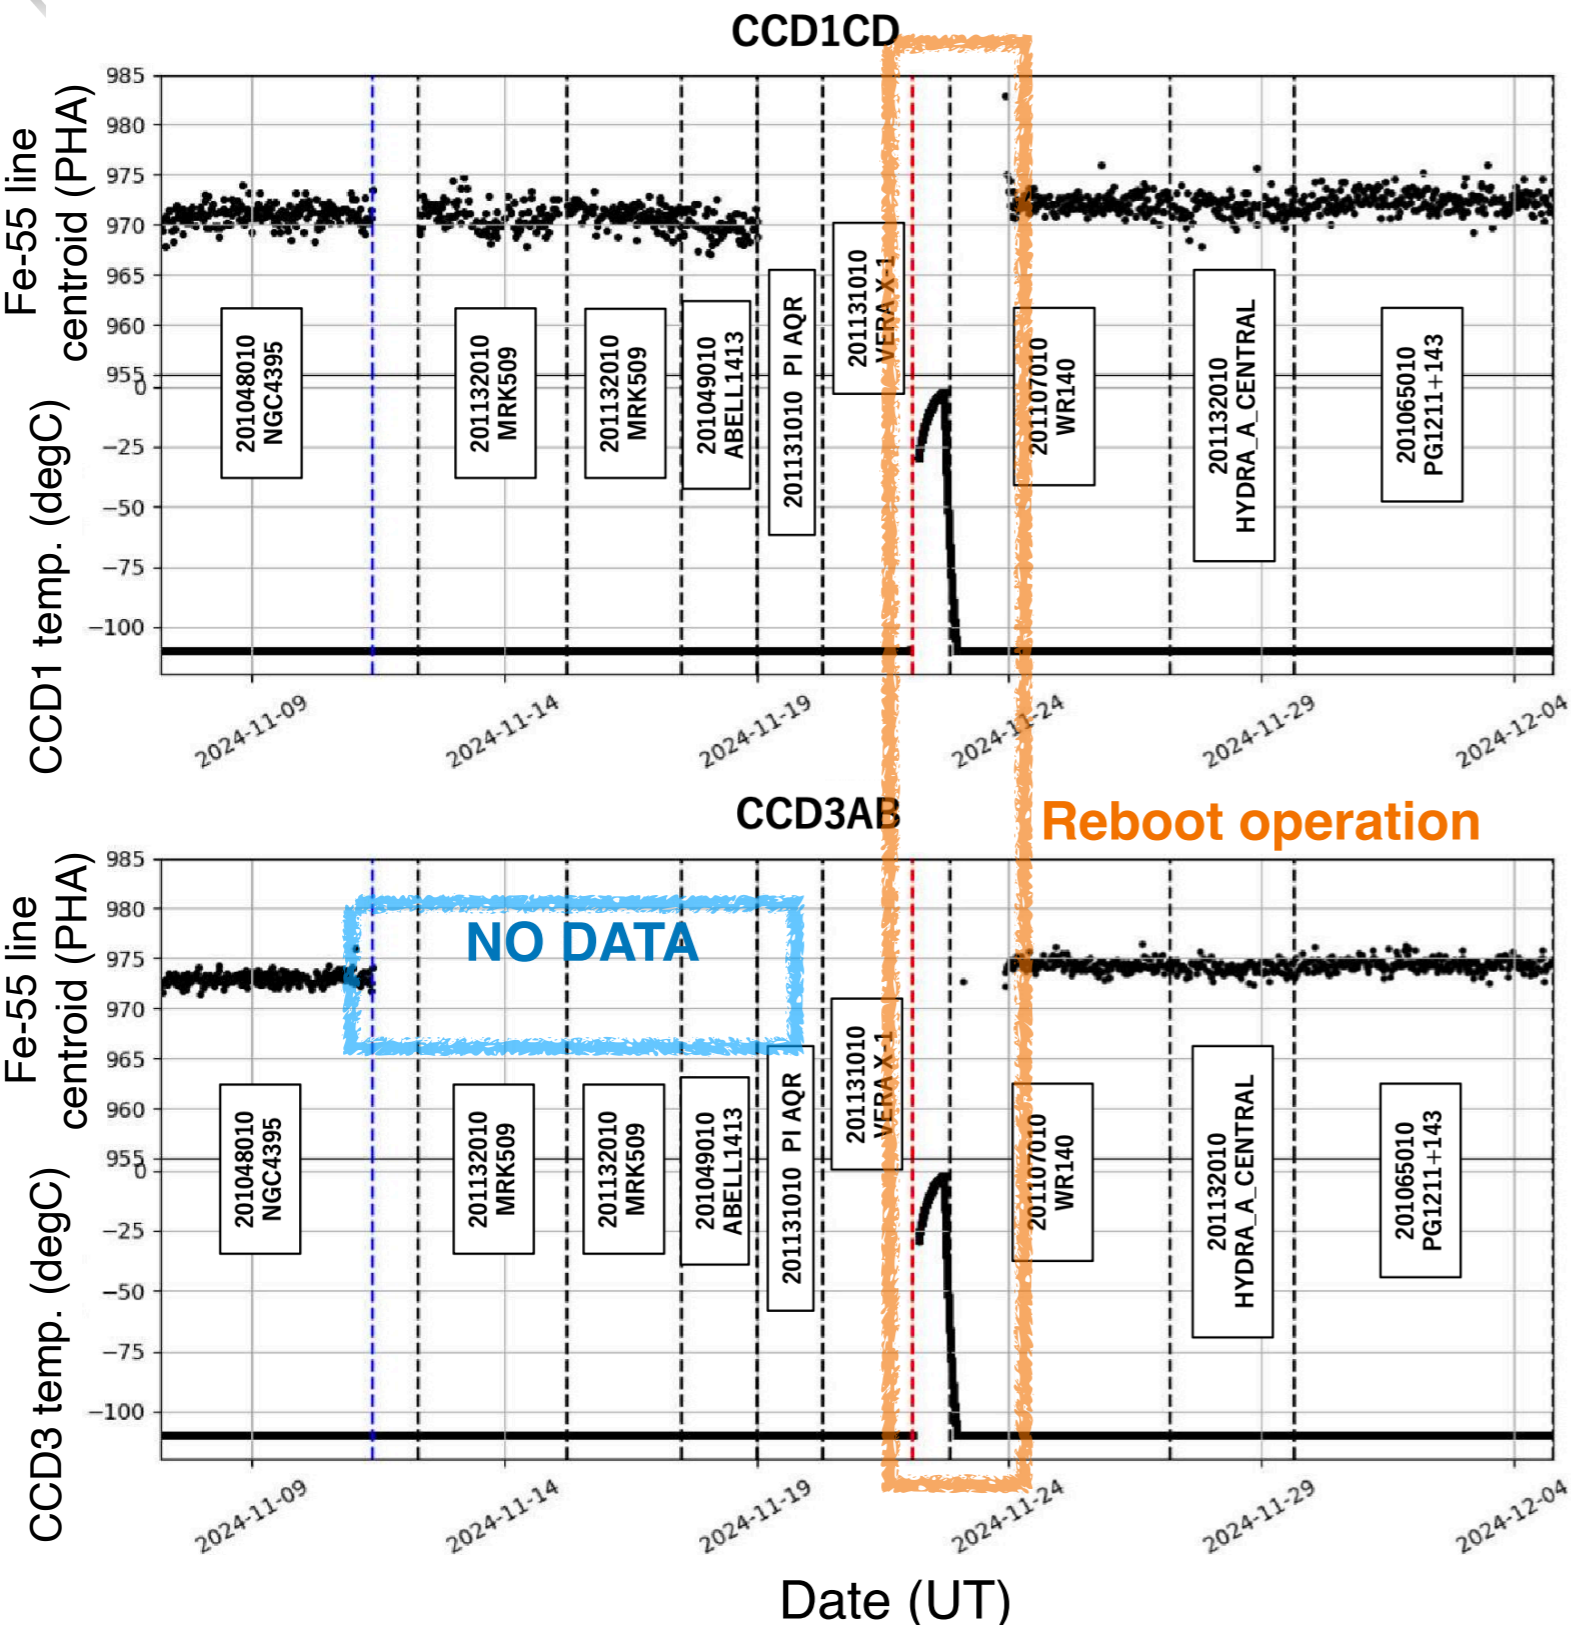 CCD1CD
Fe-55 line
centroid (PHA)
985
980
975
970
965
960
955
0
−25
−50
−75
−100
CCD1 temp. (degC)
201048010
NGC4395
201132010
MRK509
201132010
MRK509
201049010
ABELL1413
201131010 PI AQR
201131010
VERA X-1
201107010
WR140
201132010
HYDRA_A_CENTRAL
201065010
PG1211+143
2024-11-09
2024-11-14
2024-11-19
2024-11-24
2024-11-29
2024-12-04
CCD3AB
Reboot operation
Fe-55 line
centroid (PHA)
985
980
975
970
965
960
955
0
−25
−50
−75
−100
CCD3 temp. (degC)
NO DATA
201048010
NGC4395
201132010
MRK509
201132010
MRK509
201049010
ABELL1413
201131010 PI AQR
201131010
VERA X-1
201107010
WR140
201132010
HYDRA_A_CENTRAL
201065010
PG1211+143
2024-11-09
2024-11-14
2024-11-19
2024-11-24
2024-11-29
2024-12-04
Date (UT)